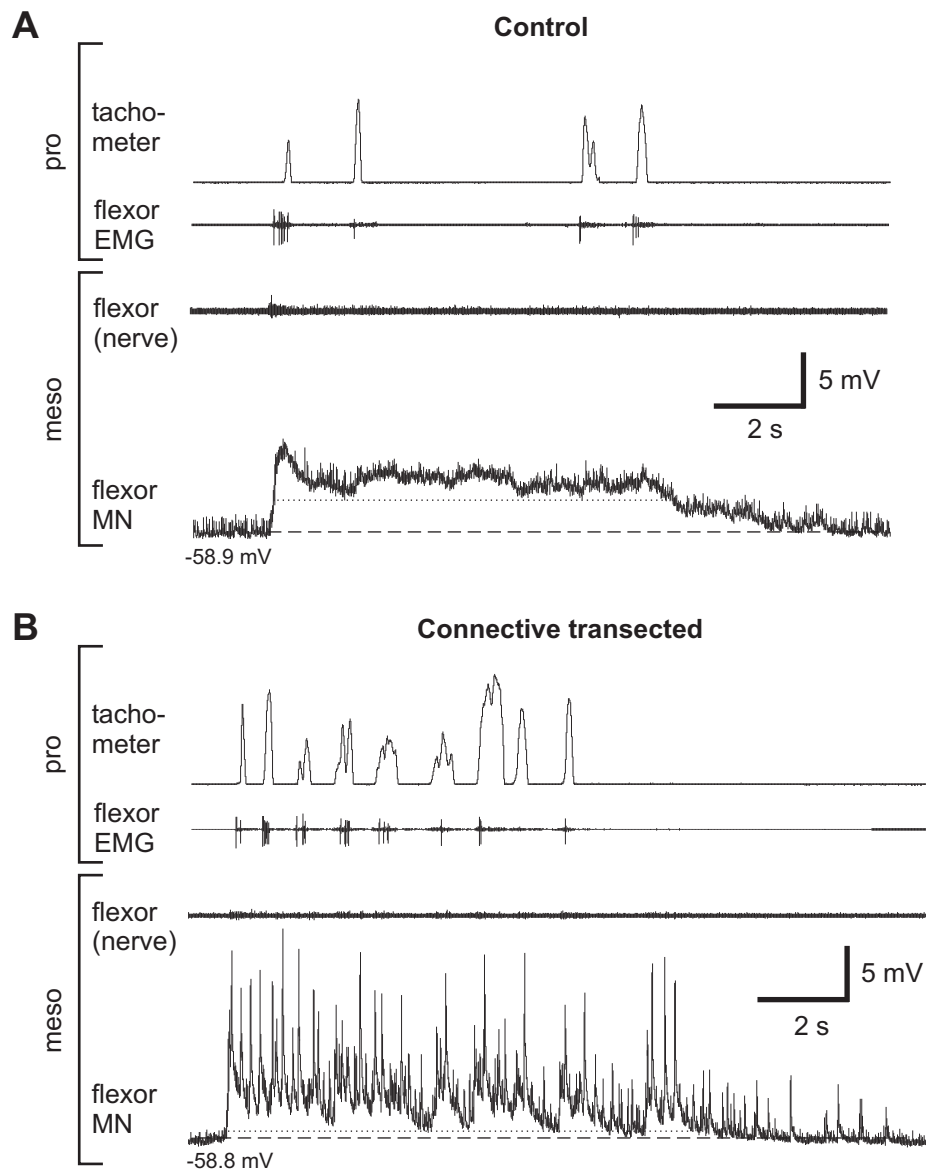 A
Control
pro
tacho-
meter
flexor
EMG
meso
flexor
(nerve)
5 mV
2 s
flexor
MN
-58.9 mV
B
Connective transected
pro
tacho-
meter
flexor
EMG
meso
flexor
(nerve)
5 mV
2 s
flexor
MN
-58.8 mV